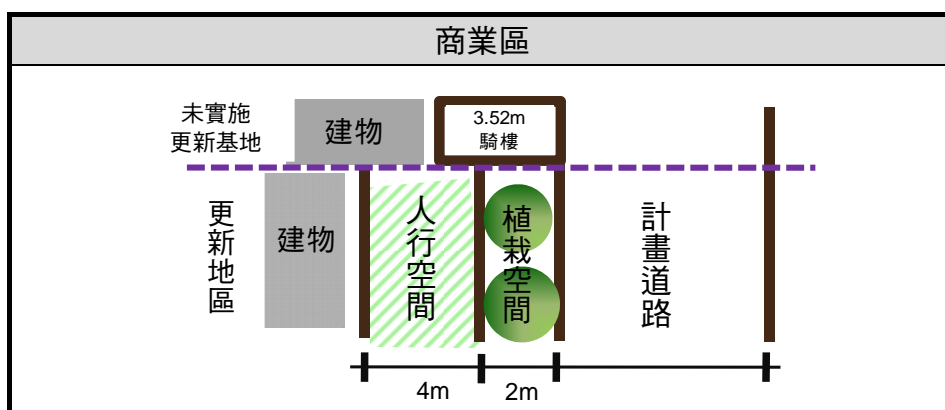 商業區
未實施
更新基地
建物
3.52m
騎樓
更新地區
建物
人行空間
植栽空間
計畫道路
4m
2m